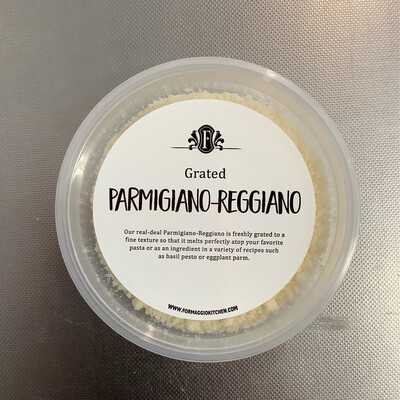 F
Grated
PARMIGIANO-REGGIANO
Our real-deal Parmigiano-Reggiano is freshly grated to a
fine texture so that it melts perfectly atop your favorite
pasta or as an ingredient in a variety of recipes such
as basil pesto or eggplant parm.
WWW.FORMAGGIOKITCHEN.COM